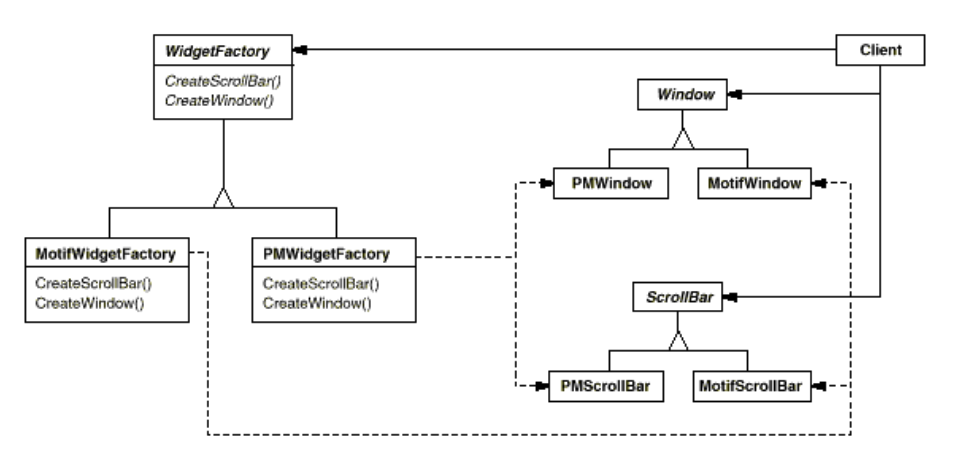 WidgetFactory
CreateScrollBar()
CreateWindow()
Client
Window
PMWindow
MotifWindow
MotifWidgetFactory
CreateScrollBar()
CreateWindow()
PMWidgetFactory
CreateScrollBar()
CreateWindow()
ScrollBar
PMScrollBar
MotifScrollBar